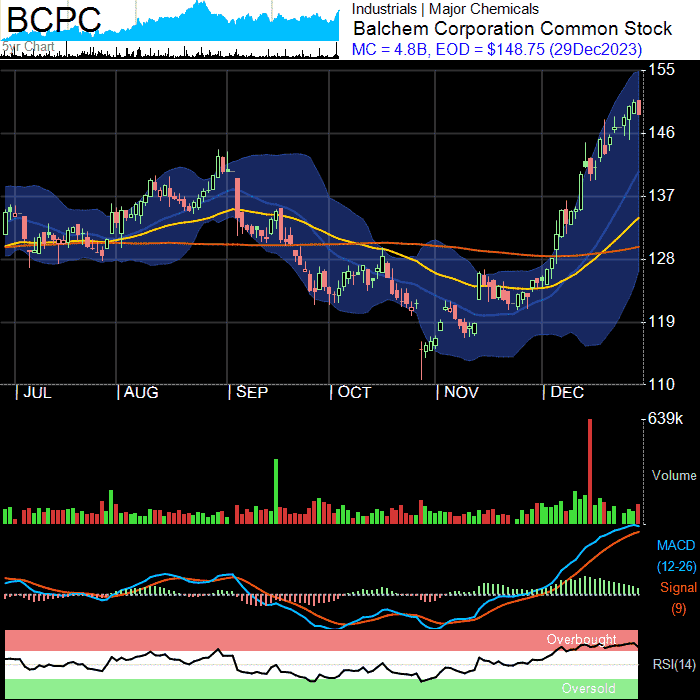 BCPC
5yr Chart
Industrials | Major Chemicals
Balchem Corporation Common Stock
MC = 4.8B, EOD = $148.75 (29Dec2023)
155
146
137
128
119
110
| JUL | AUG | SEP | OCT | NOV | DEC
639k
Volume
MACD
(12-26)
Signal
(9)
Overbought
RSI(14)
Oversold